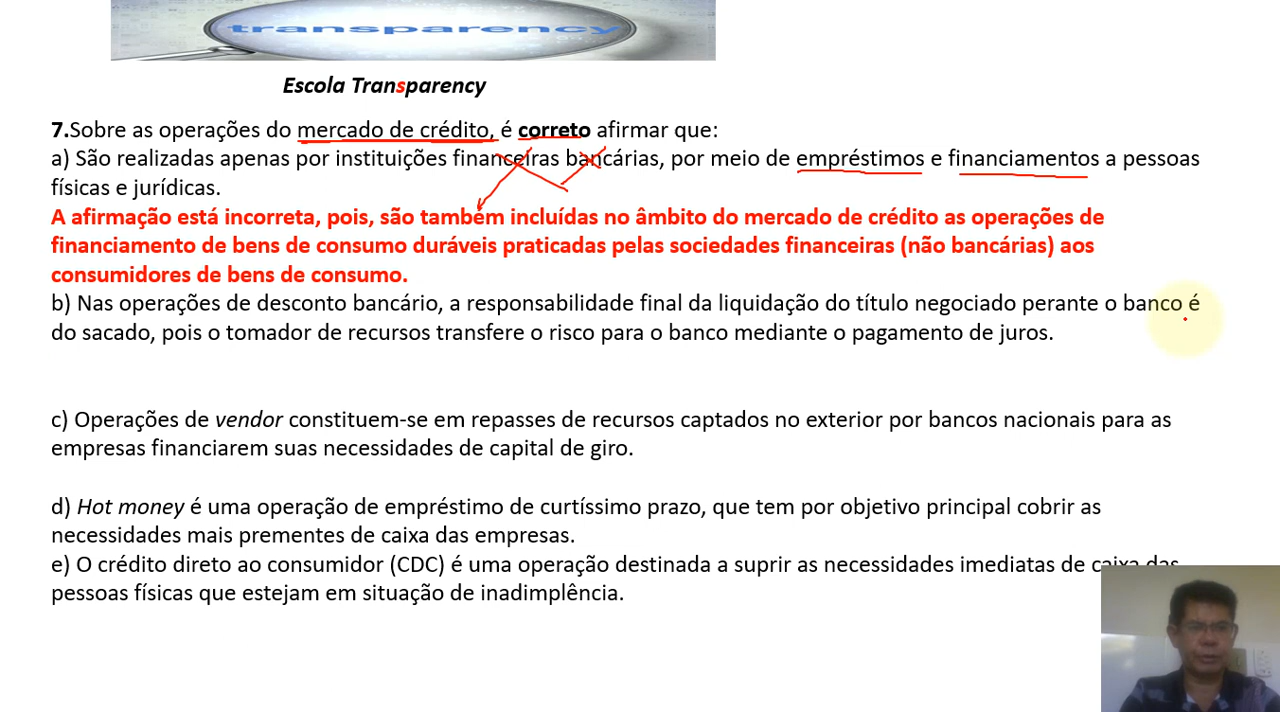 transparency
Escola Transparency
7.Sobre as operações do mercado de crédito, é correto afirmar que:
a) São realizadas apenas por instituições financeiras bancárias, por meio de empréstimos e financiamentos a pessoas
físicas e jurídicas.
A afirmação está incorreta, pois, são também incluídas no âmbito do mercado de crédito as operações de
financiamento de bens de consumo duráveis praticadas pelas sociedades financeiras (não bancárias) aos
consumidores de bens de consumo.
b) Nas operações de desconto bancário, a responsabilidade final da liquidação do título negociado perante o banco é
do sacado, pois o tomador de recursos transfere o risco para o banco mediante o pagamento de juros.
c) Operações de vendor constituem-se em repasses de recursos captados no exterior por bancos nacionais para as
empresas financiarem suas necessidades de capital de giro.
d) Hot money é uma operação de empréstimo de curtíssimo prazo, que tem por objetivo principal cobrir as
necessidades mais prementes de caixa das empresas.
e) O crédito direto ao consumidor (CDC) é uma operação destinada a suprir as necessidades imediatas de caixa das
pessoas físicas que estejam em situação de inadimplência.